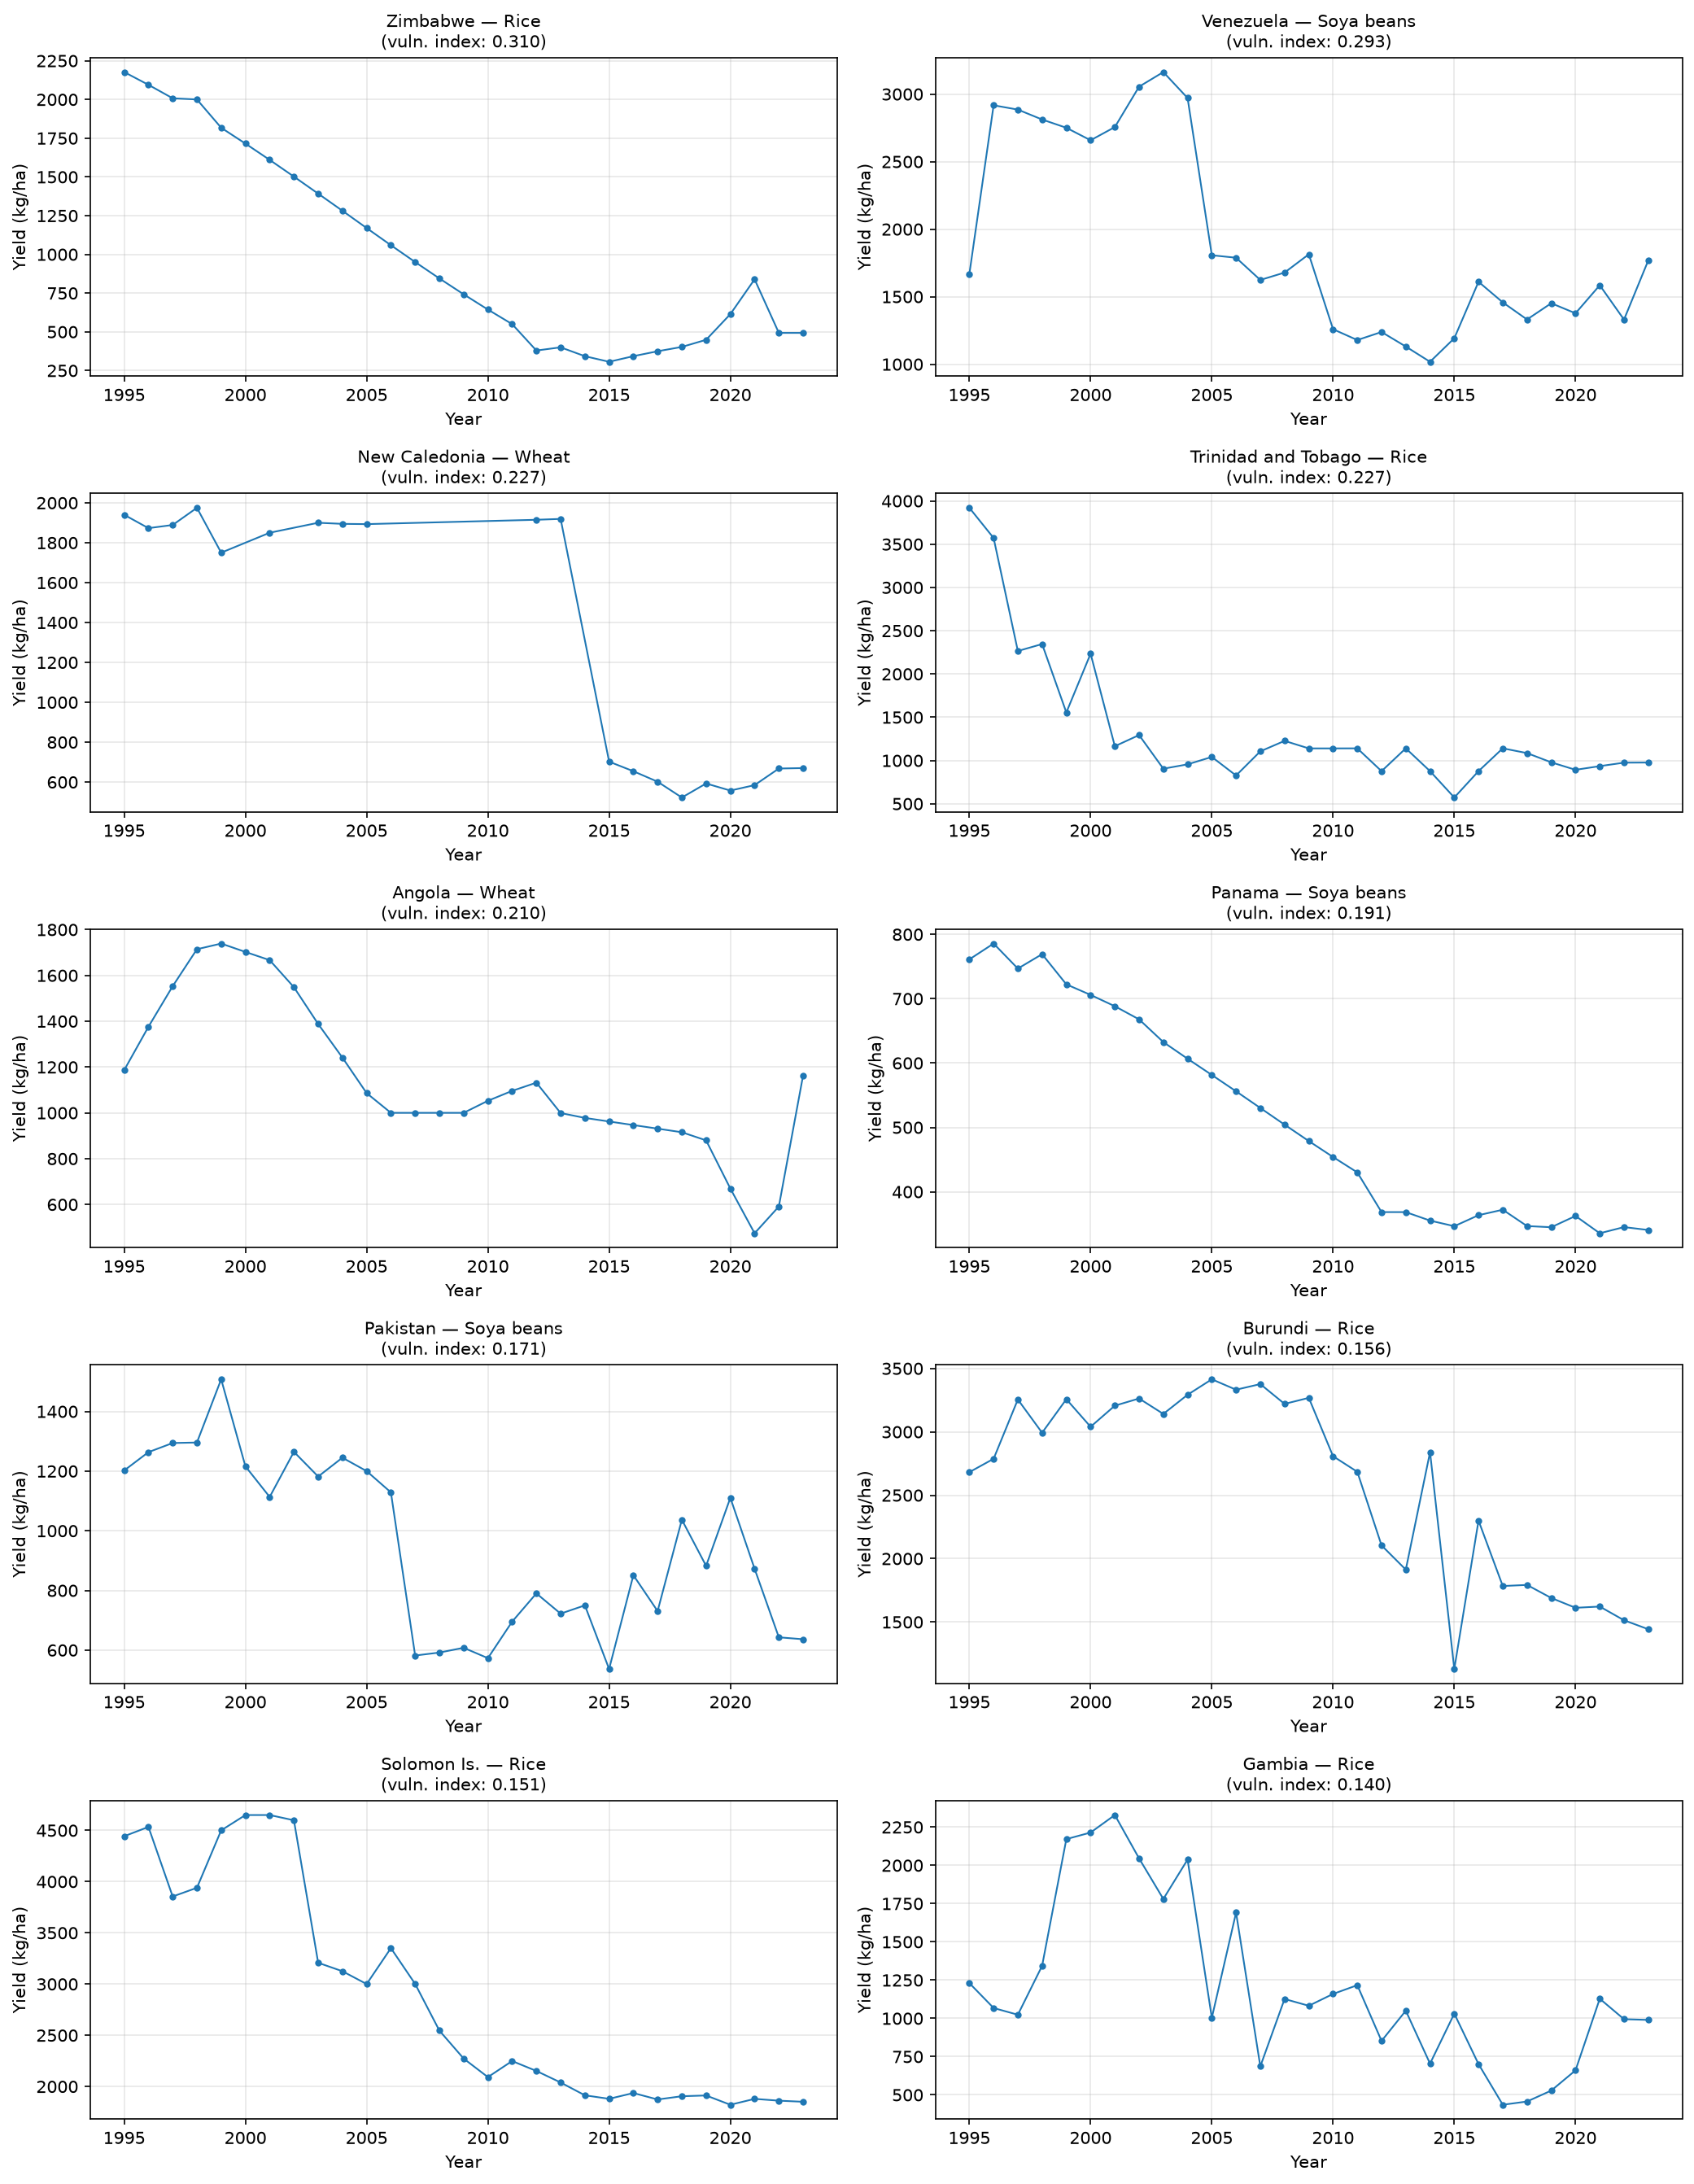 Zimbabwe — Rice
(vuln. index: 0.310)
2250
2000
1750
1500
1250
1000
750
500
250
Yield (kg/ha)
1995 2000 2005 2010 2015 2020
Year
Venezuela — Soya beans
(vuln. index: 0.293)
3000
2500
2000
1500
1000
Yield (kg/ha)
1995 2000 2005 2010 2015 2020
Year
New Caledonia — Wheat
(vuln. index: 0.227)
2000
1800
1600
1400
1200
1000
800
600
Yield (kg/ha)
1995 2000 2005 2010 2015 2020
Year
Trinidad and Tobago — Rice
(vuln. index: 0.227)
4000
3500
3000
2500
2000
1500
1000
500
Yield (kg/ha)
1995 2000 2005 2010 2015 2020
Year
Angola — Wheat
(vuln. index: 0.210)
1800
1600
1400
1200
1000
800
600
Yield (kg/ha)
1995 2000 2005 2010 2015 2020
Year
Panama — Soya beans
(vuln. index: 0.191)
800
700
600
500
400
Yield (kg/ha)
1995 2000 2005 2010 2015 2020
Year
Pakistan — Soya beans
(vuln. index: 0.171)
1400
1200
1000
800
600
Yield (kg/ha)
1995 2000 2005 2010 2015 2020
Year
Burundi — Rice
(vuln. index: 0.156)
3500
3000
2500
2000
1500
Yield (kg/ha)
1995 2000 2005 2010 2015 2020
Year
Solomon Is. — Rice
(vuln. index: 0.151)
4500
4000
3500
3000
2500
2000
Yield (kg/ha)
1995 2000 2005 2010 2015 2020
Year
Gambia — Rice
(vuln. index: 0.140)
2250
2000
1750
1500
1250
1000
750
500
Yield (kg/ha)
1995 2000 2005 2010 2015 2020
Year